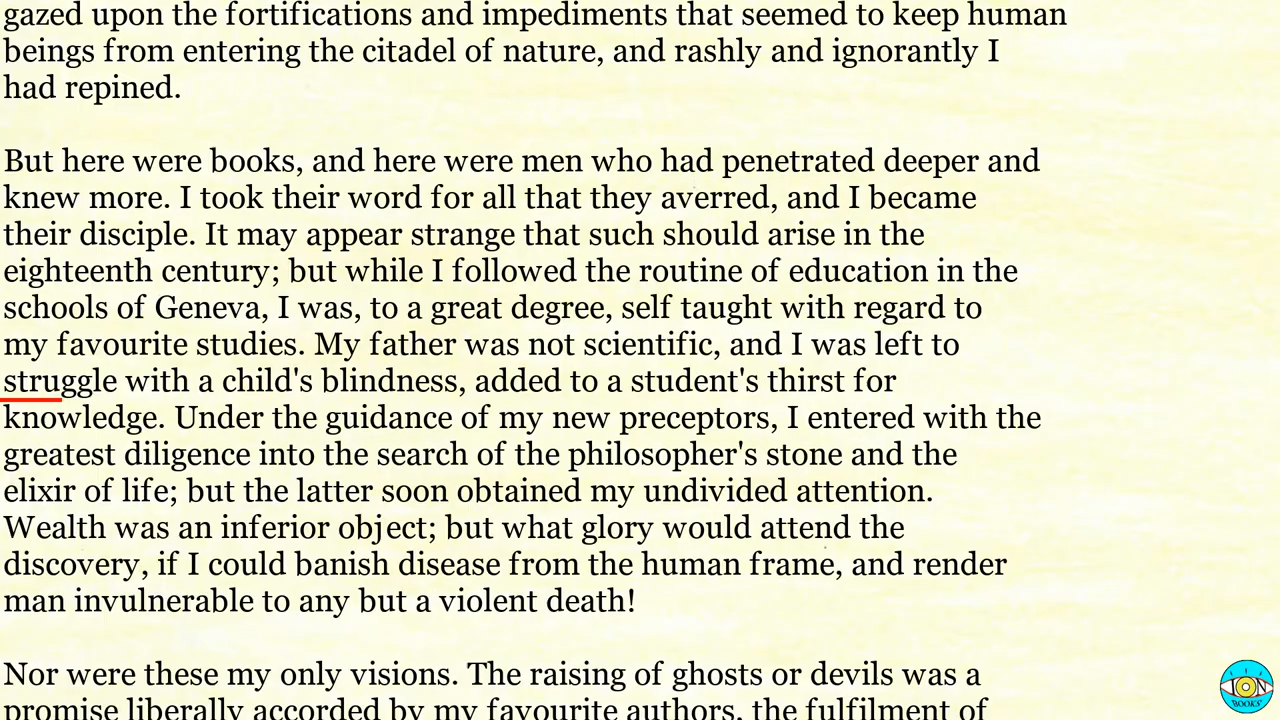 gazed upon the fortifications and impediments that seemed to keep human
beings from entering the citadel of nature, and rashly and ignorantly I
had repined.
But here were books, and here were men who had penetrated deeper and
knew more. I took their word for all that they averred, and I became
their disciple. It may appear strange that such should arise in the
eighteenth century; but while I followed the routine of education in the
schools of Geneva, I was, to a great degree, self taught with regard to
my favourite studies. My father was not scientific, and I was left to
struggle with a child's blindness, added to a student's thirst for
knowledge. Under the guidance of my new preceptors, I entered with the
greatest diligence into the search of the philosopher's stone and the
elixir of life; but the latter soon obtained my undivided attention.
Wealth was an inferior object; but what glory would attend the
discovery, if I could banish disease from the human frame, and render
man invulnerable to any but a violent death!
Nor were these my only visions. The raising of ghosts or devils was a
promise liberally accorded by my favourite authors, the fulfilment of
ION
BOOKS